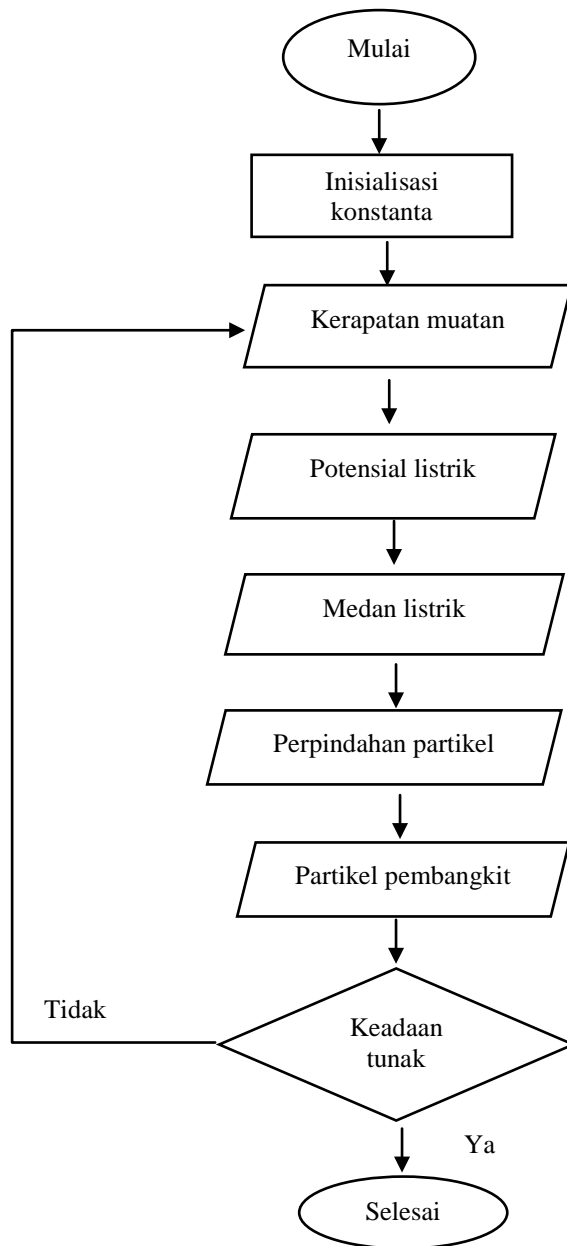 Mulai
Inisialisasi
konstanta
Kerapatan muatan
Potensial listrik
Medan listrik
Perpindahan partikel
Partikel pembangkit
Tidak
Keadaan
tunak
Ya
Selesai